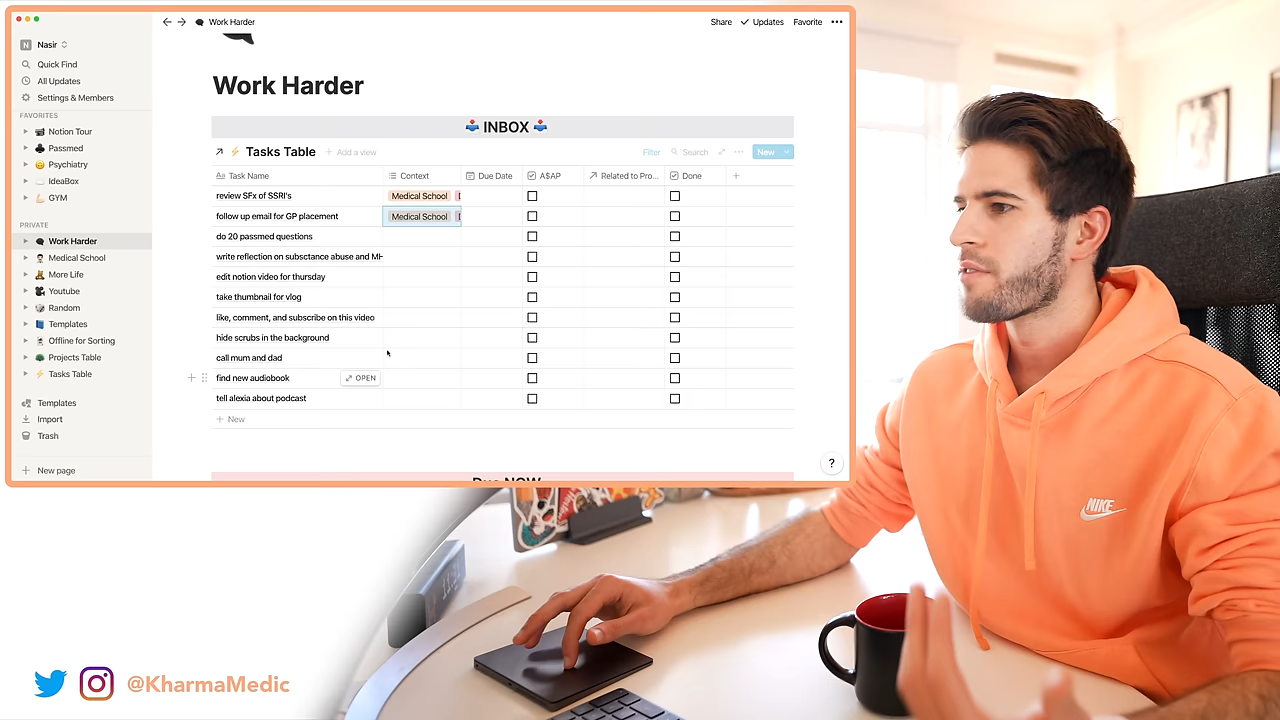 Work Harder
Share Updates Favorite
N Nasir
Quick Find
All Updates
Settings & Members
FAVORITES
Notion Tour
Passmed
Psychiatry
IdeaBox
GYM
PRIVATE
Work Harder
Medical School
More Life
Youtube
Random
Templates
Offline for Sorting
Projects Table
Tasks Table
Templates
Import
Trash
New page
Work Harder
INBOX
Tasks Table + Add a view Filter Search New
Task Name Context Due Date A$AP Related to Pro... Done
review SFx of SSRI's Medical School
follow up email for GP placement Medical School
do 20 passmed questions
write reflection on subsctance abuse and MH
edit notion video for thursday
take thumbnail for vlog
like, comment, and subscribe on this video
hide scrubs in the background
call mum and dad
find new audiobook OPEN
tell alexia about podcast
+ New
Due NOW
?
NIKE
@KharmaMedic